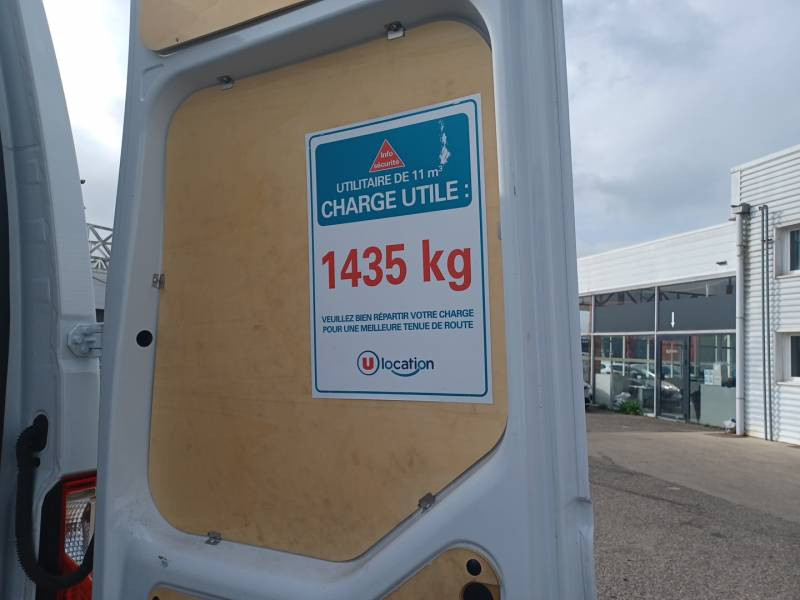 Info
sécurité
UTILITAIRE DE 11 m³
CHARGE UTILE :
1435 kg
VEUILLEZ BIEN RÉPARTIR VOTRE CHARGE
POUR UNE MEILLEURE TENUE DE ROUTE
U location